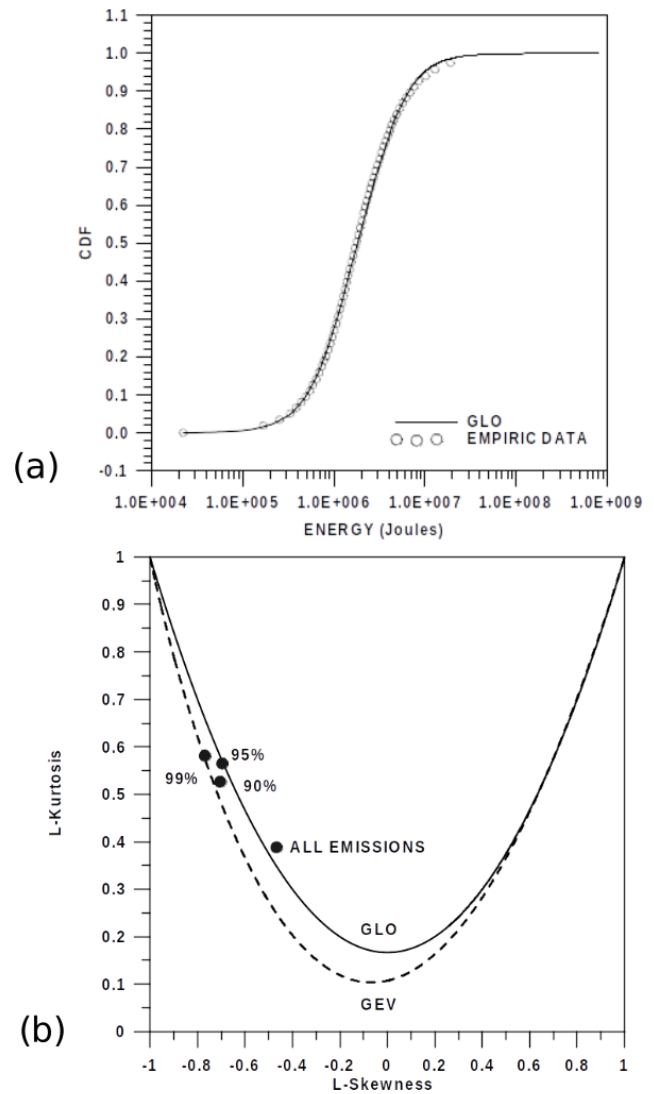 1.1
1.0
0.9
0.8
0.7
0.6
0.5
0.4
0.3
0.2
0.1
0.0
-0.1
CDF
GLO
EMPIRIC DATA
(a)
1.0E+004 1.0E+005 1.0E+006 1.0E+007 1.0E+008 1.0E+009
ENERGY (Joules)
1
0.9
0.8
0.7
0.6
0.5
0.4
0.3
0.2
0.1
0
L-Kurtosis
95%
99%
90%
ALL EMISSIONS
GLO
GEV
(b)
-1 -0.8 -0.6 -0.4 -0.2 0 0.2 0.4 0.6 0.8 1
L-Skewness